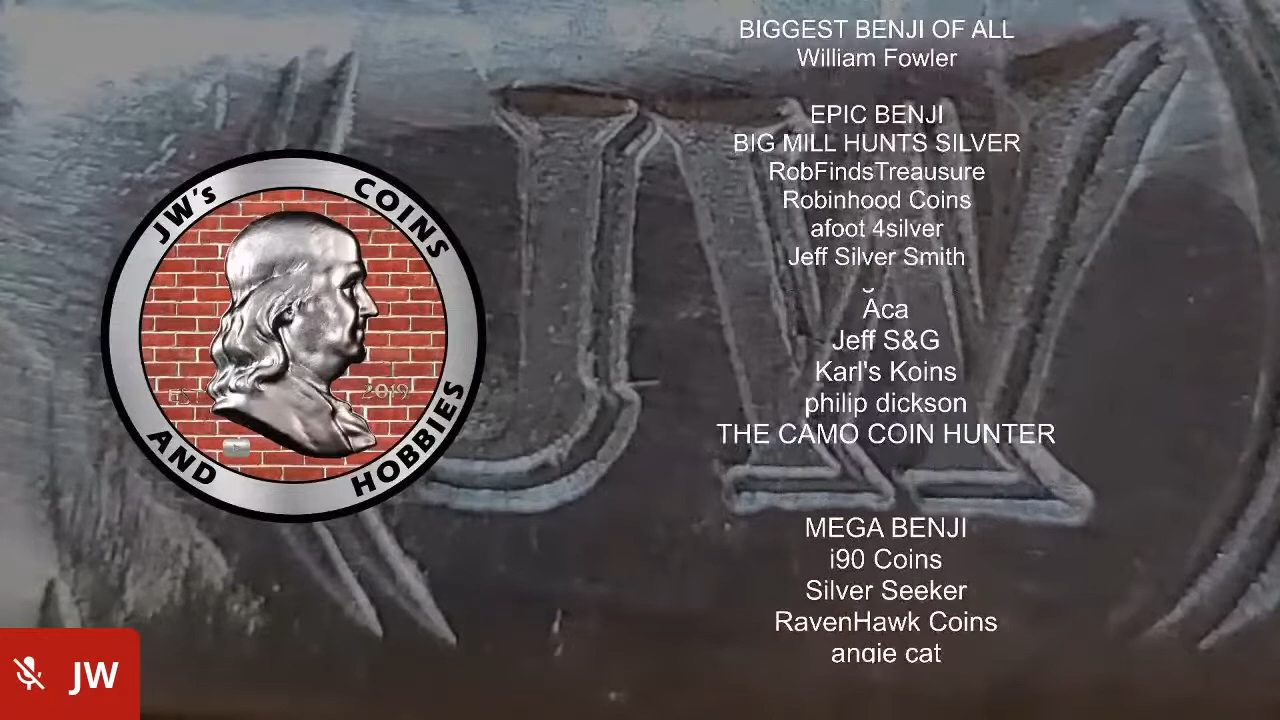 JW's COINS
EST 2019
AND HOBBIES
JW
JW
BIGGEST BENJI OF ALL
William Fowler
EPIC BENJI
BIG MILL HUNTS SILVER
RobFindsTreausure
Robinhood Coins
afoot 4silver
Jeff Silver Smith
Ăca
Jeff S&G
Karl's Koins
philip dickson
THE CAMO COIN HUNTER
MEGA BENJI
i90 Coins
Silver Seeker
RavenHawk Coins
angie cat